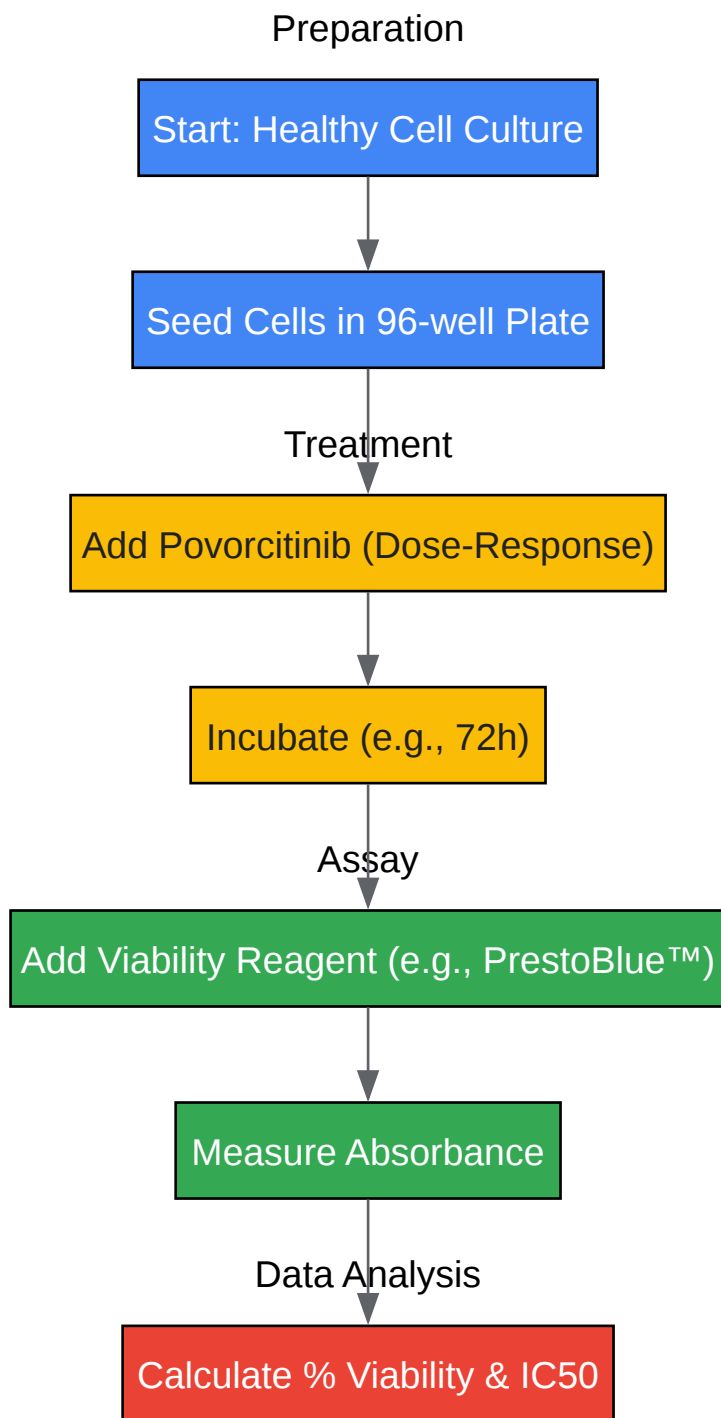 Preparation
Start: Healthy Cell Culture
Seed Cells in 96-well Plate
Treatment
Add Povorcitinib (Dose-Response)
Incubate (e.g., 72h)
Assay
Add Viability Reagent (e.g., PrestoBlue™)
Measure Absorbance
Data Analysis
Calculate % Viability & IC50